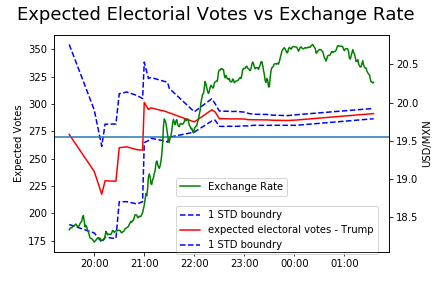 Expected Electorial Votes vs Exchange Rate
350
325
300
275
250
225
200
175
Expected Votes
20.5
20.0
19.5
19.0
18.5
USD/MXN
Exchange Rate
1 STD boundry
expected electoral votes - Trump
1 STD boundry
20:00 21:00 22:00 23:00 00:00 01:00